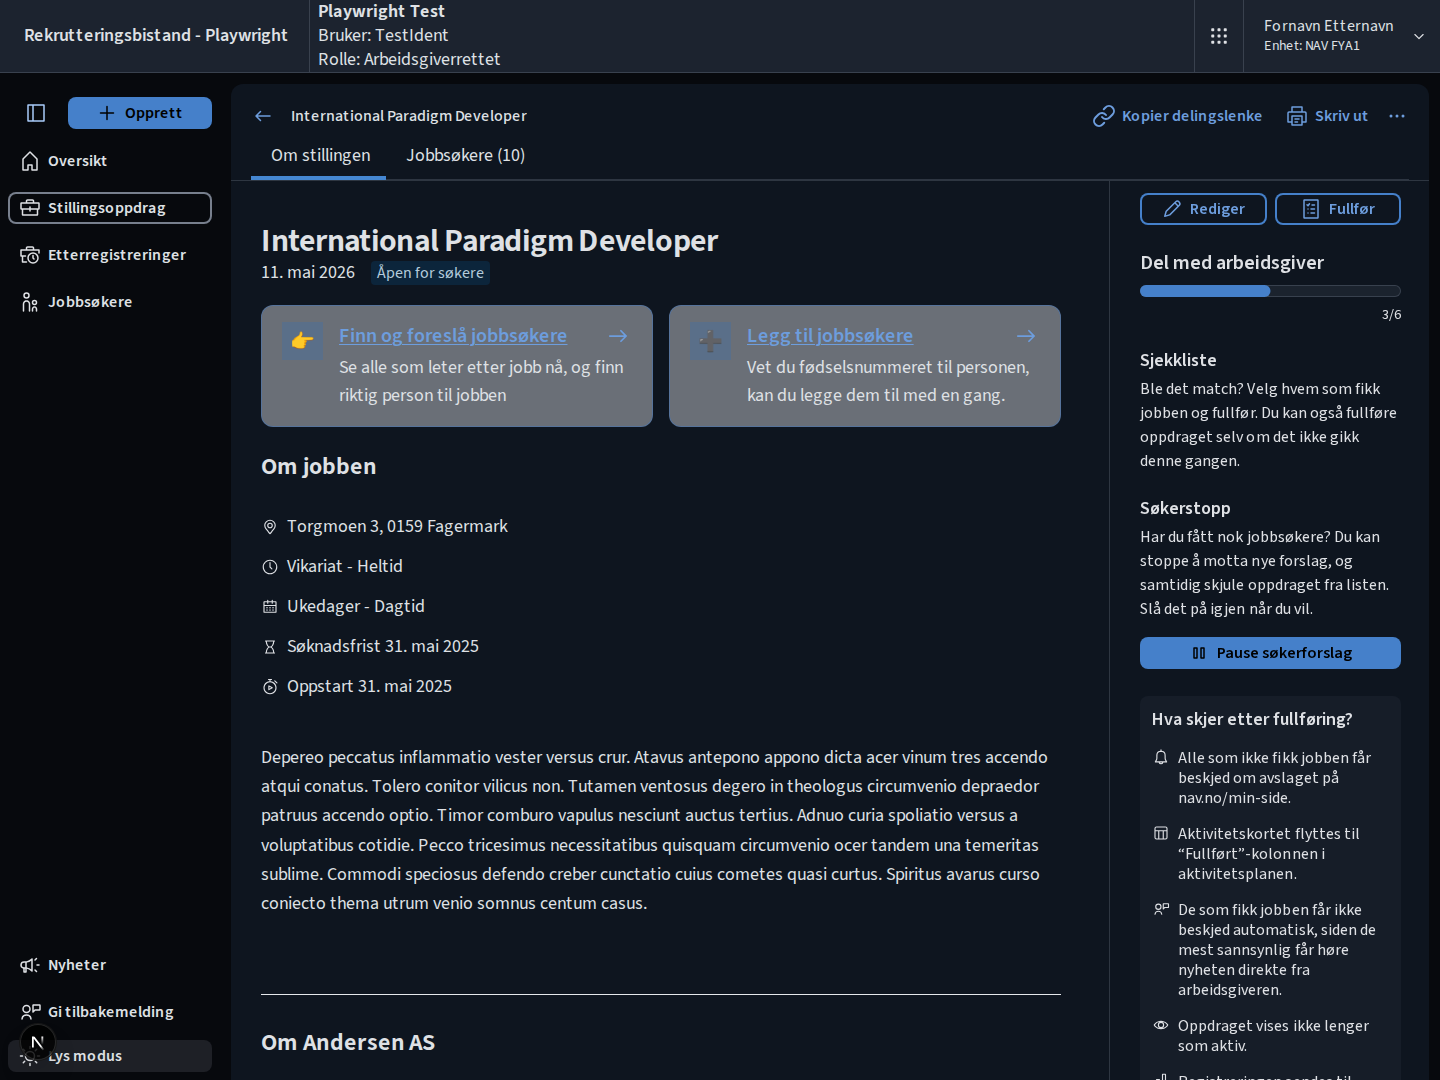 Rekrutteringsbistand - Playwright
Playwright Test
Bruker: TestIdent
Rolle: Arbeidsgiverrettet
Fornavn Etternavn
Enhet: NAV FYA1
Opprett
Oversikt
Stillingsoppdrag
Etterregistreringer
Jobbsøkere
Nyheter
Gi tilbakemelding
N
Lys modus
International Paradigm Developer
Kopier delingslenke
Skriv ut
Om stillingen
Jobbsøkere (10)
International Paradigm Developer
11. mai 2026
Åpen for søkere
Finn og foreslå jobbsøkere
Se alle som leter etter jobb nå, og finn
riktig person til jobben
Legg til jobbsøkere
Vet du fødselsnummeret til personen,
kan du legge dem til med en gang.
Om jobben
Torgmoen 3, 0159 Fagermark
Vikariat - Heltid
Ukedager - Dagtid
Søknadsfrist 31. mai 2025
Oppstart 31. mai 2025
Depereo peccatus inflammatio vester versus crur. Atavus antepono appono dicta acer vinum tres accendo
atqui conatus. Tolero conitor vilicus non. Tutamen ventosus degero in theologus circumvenio depraedor
patruus accendo optio. Timor comburo vapulus nesciunt auctus tertius. Adnuo curia spoliatio versus a
voluptatibus cotidie. Pecco tricesimus necessitatibus quisquam circumvenio ocer tandem una temeritas
sublime. Commodi speciosus defendo creber cunctatio cuius cometes quasi curtus. Spiritus avarus curso
coniecto thema utrum venio somnus centum casus.
Om Andersen AS
Rediger
Fullfør
Del med arbeidsgiver
3/6
Sjekkliste
Ble det match? Velg hvem som fikk
jobben og fullfør. Du kan også fullføre
oppdraget selv om det ikke gikk
denne gangen.
Søkerstopp
Har du fått nok jobbsøkere? Du kan
stoppe å motta nye forslag, og
samtidig skjule oppdraget fra listen.
Slå det på igjen når du vil.
Pause søkerforslag
Hva skjer etter fullføring?
Alle som ikke fikk jobben får
beskjed om avslaget på
nav.no/min-side.
Aktivitetskortet flyttes til
“Fullført”-kolonnen i
aktivitetsplanen.
De som fikk jobben får ikke
beskjed automatisk, siden de
mest sannsynlig får høre
nyheten direkte fra
arbeidsgiveren.
Oppdraget vises ikke lenger
som aktiv.